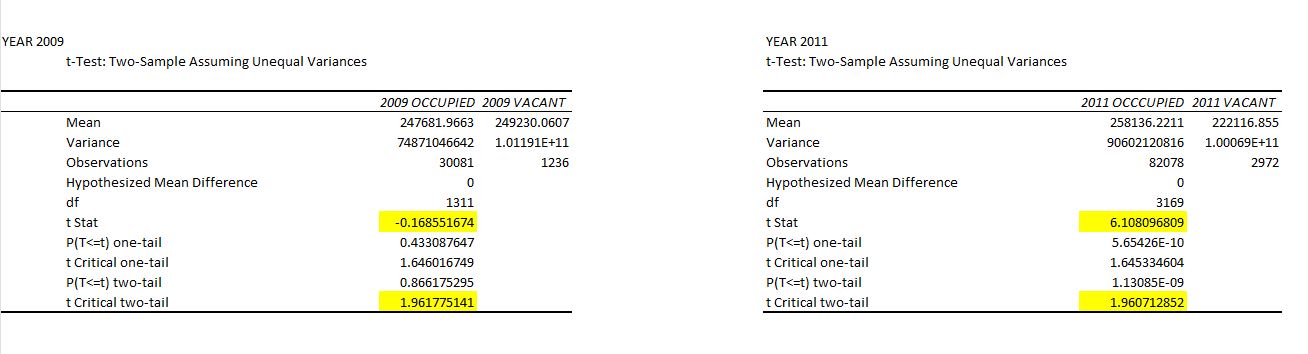 YEAR 2009
t-Test: Two-Sample Assuming Unequal Variances
2009 OCCUPIED 2009 VACANT
Mean 247681.9663 249230.0607
Variance 74871046642 1.01191E+11
Observations 30081 1236
Hypothesized Mean Difference 0
df 1311
t Stat -0.168551674
P(T<=t) one-tail 0.433087647
t Critical one-tail 1.646016749
P(T<=t) two-tail 0.866175295
t Critical two-tail 1.961775141
YEAR 2011
t-Test: Two-Sample Assuming Unequal Variances
2011 OCCCUPIED 2011 VACANT
Mean 258136.2211 222116.855
Variance 90602120816 1.00069E+11
Observations 82078 2972
Hypothesized Mean Difference 0
df 3169
t Stat 6.108096809
P(T<=t) one-tail 5.65426E-10
t Critical one-tail 1.645334604
P(T<=t) two-tail 1.13085E-09
t Critical two-tail 1.960712852